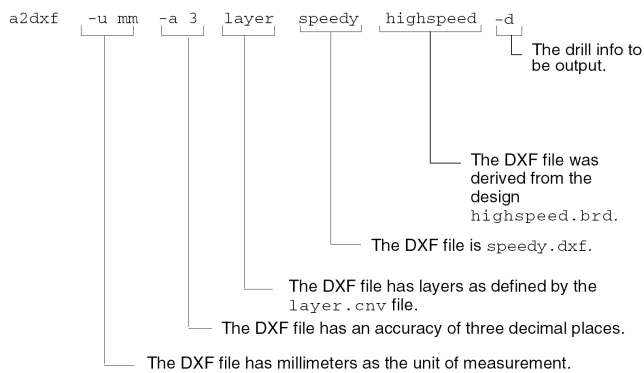 a2dxf -u mm -a 3 layer speedy highspeed -d
The drill info to
be output.
The DXF file was
derived from the
design
highspeed.brd.
The DXF file is speedy.dxf.
The DXF file has layers as defined by the
layer.cnv file.
The DXF file has an accuracy of three decimal places.
The DXF file has millimeters as the unit of measurement.